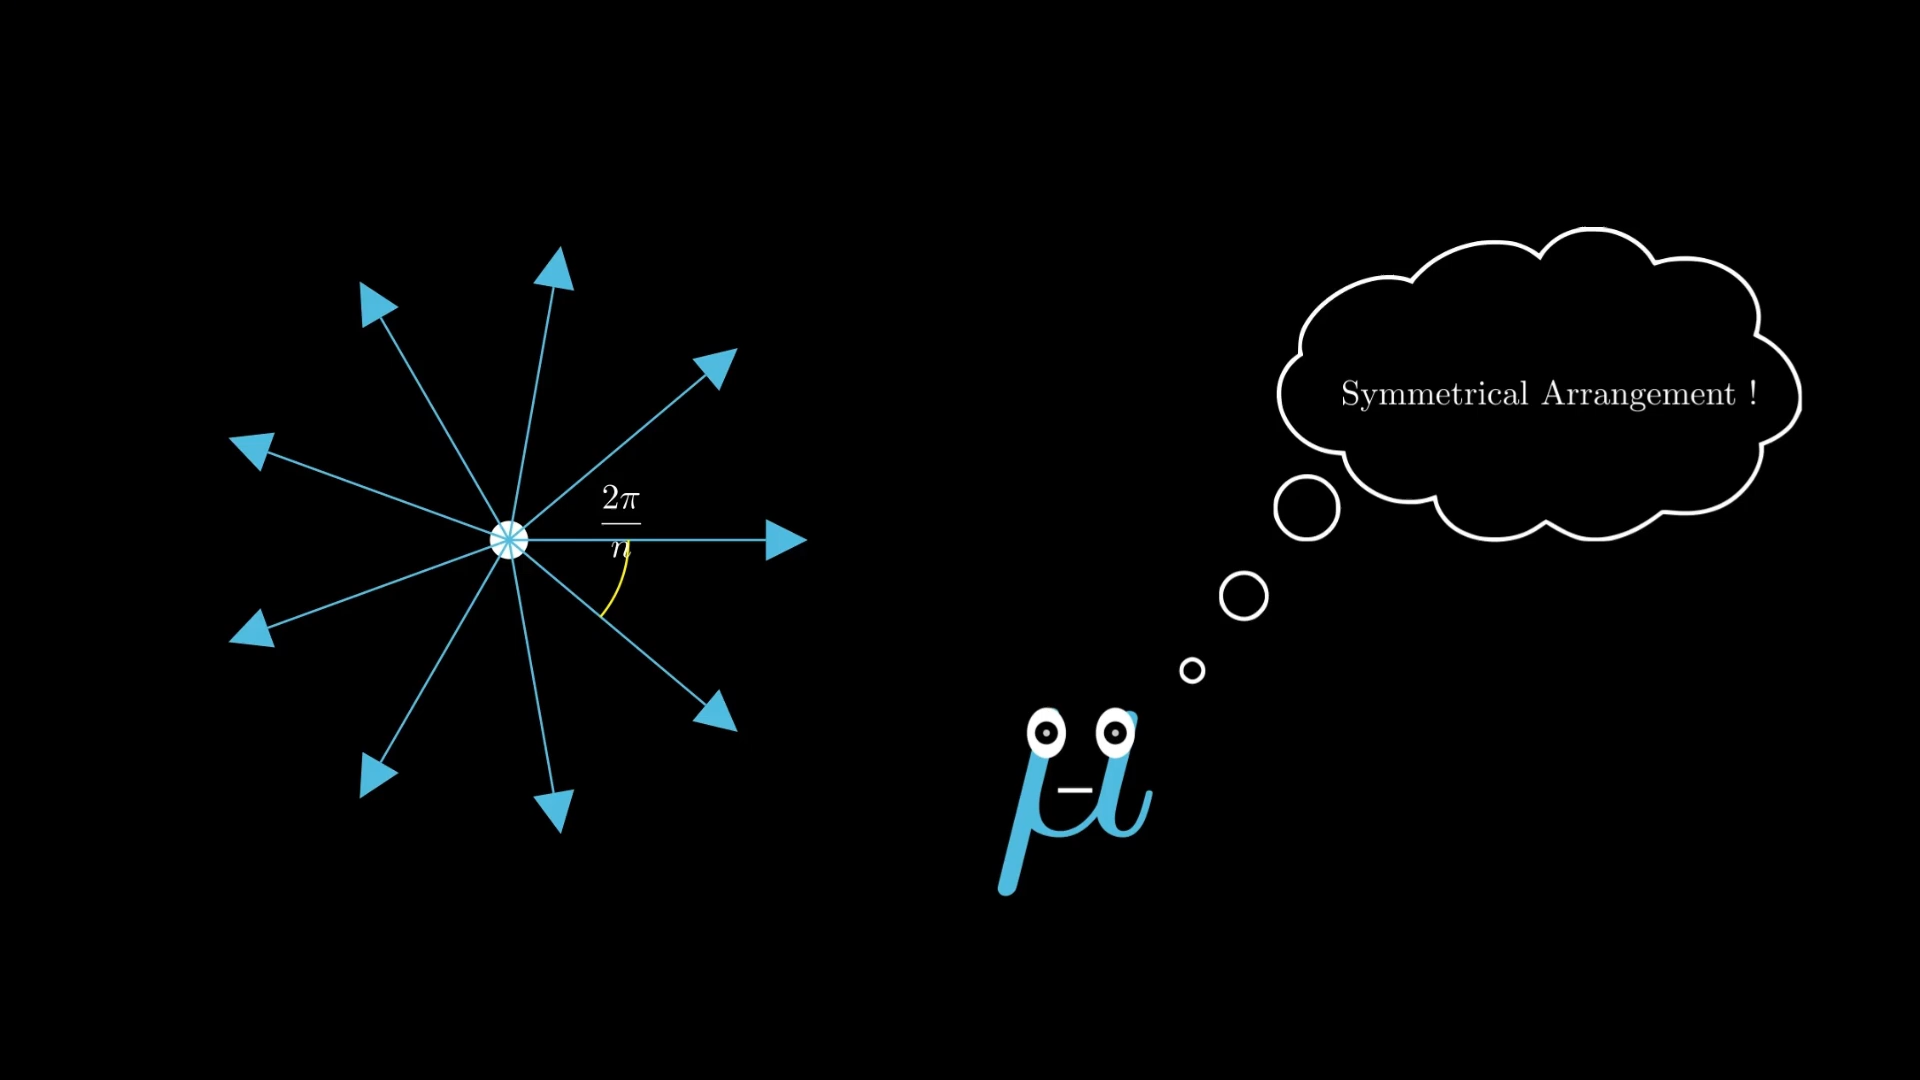 2π
n
Symmetrical Arrangement !
μ